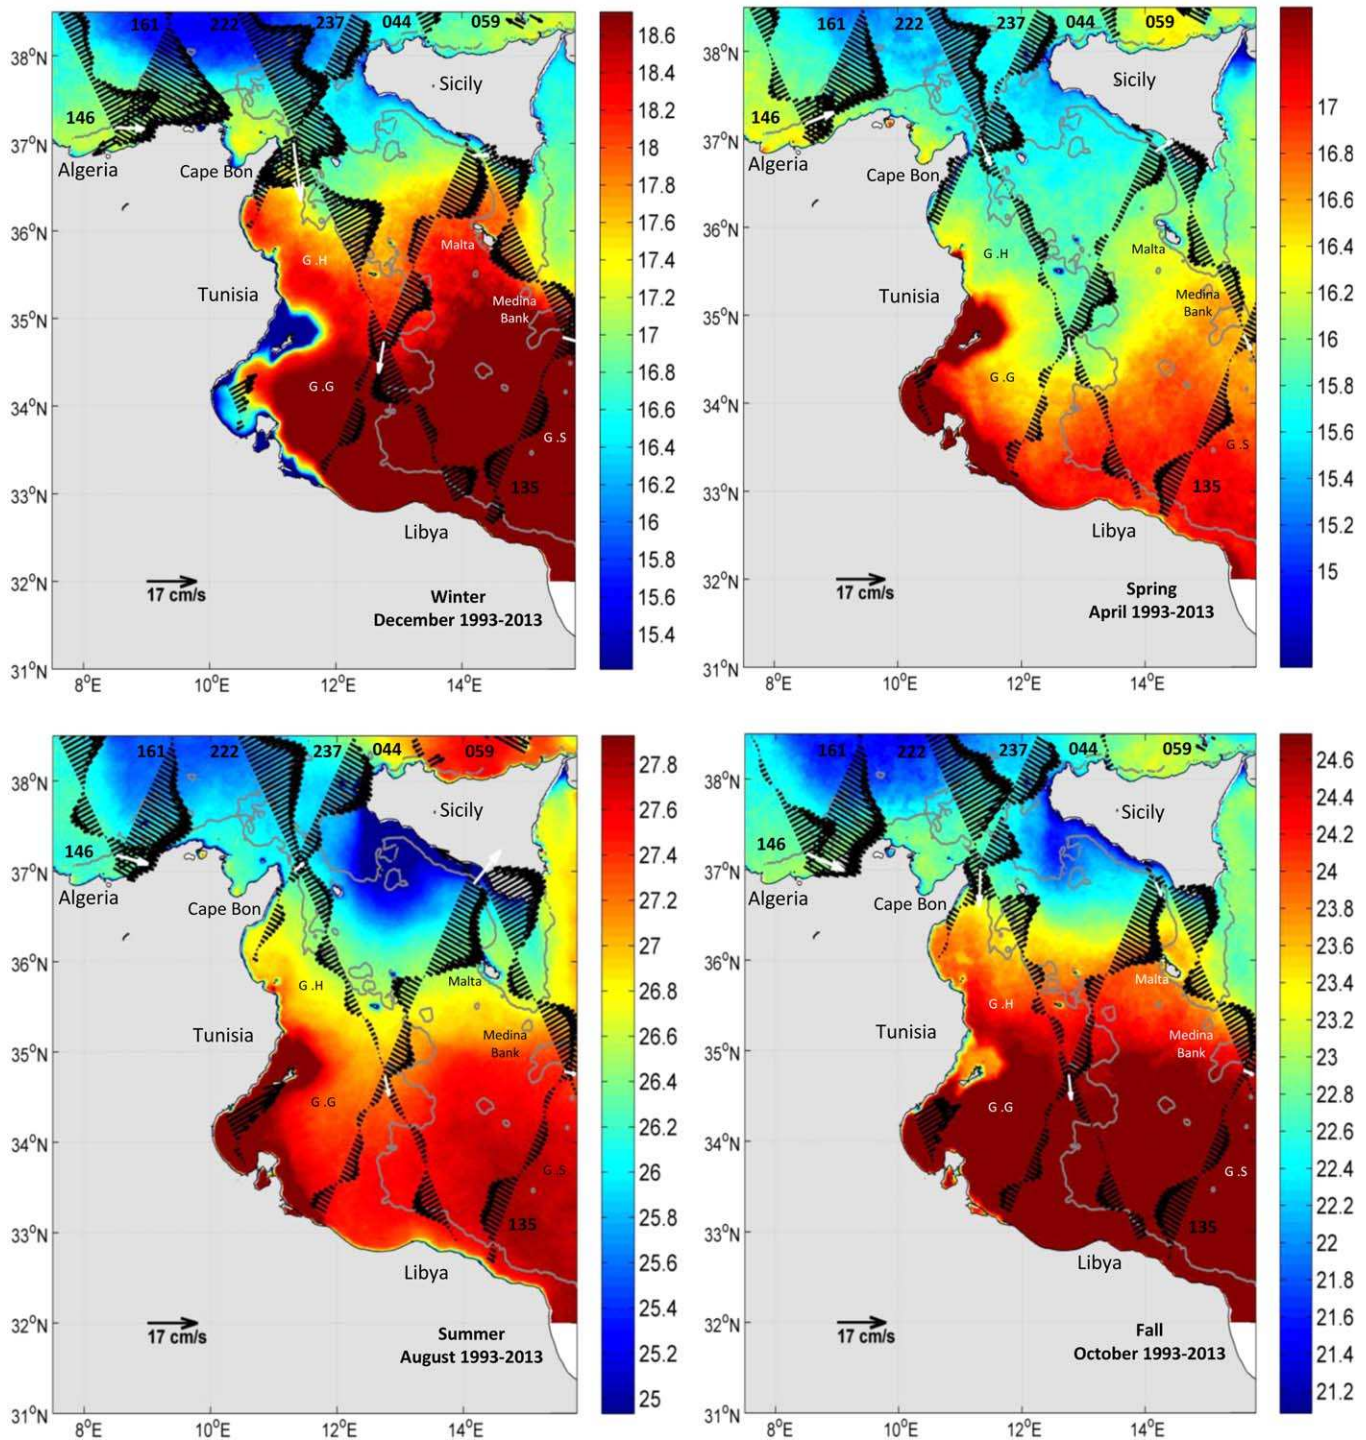 161 222 237 044 059
38°N
Sicily
146
37°N
Algeria
Cape Bon
36°N
G .H
Malta
Tunisia
Medina
Bank
35°N
G .G
34°N
G .S
33°N
135
Libya
32°N
17 cm/s
Winter
December 1993-2013
31°N
8°E 10°E 12°E 14°E
18.6
18.4
18.2
18
17.8
17.6
17.4
17.2
17
16.8
16.6
16.4
16.2
16
15.8
15.6
15.4
161 222 237 044 059
38°N
Sicily
146
37°N
Algeria
Cape Bon
36°N
G .H
Malta
Tunisia
Medina
Bank
35°N
G .G
34°N
G .S
33°N
135
Libya
32°N
17 cm/s
Spring
April 1993-2013
31°N
8°E 10°E 12°E 14°E
17
16.8
16.6
16.4
16.2
16
15.8
15.6
15.4
15.2
15
161 222 237 044 059
38°N
Sicily
146
37°N
Algeria
Cape Bon
36°N
G .H
Malta
Tunisia
Medina
Bank
35°N
G .G
34°N
G .S
33°N
135
Libya
32°N
17 cm/s
Summer
August 1993-2013
31°N
8°E 10°E 12°E 14°E
27.8
27.6
27.4
27.2
27
26.8
26.6
26.4
26.2
26
25.8
25.6
25.4
25.2
25
161 222 237 044 059
38°N
Sicily
146
37°N
Algeria
Cape Bon
36°N
G .H
Malta
Tunisia
Medina
Bank
35°N
G .G
34°N
G .S
33°N
135
Libya
32°N
17 cm/s
Fall
October 1993-2013
31°N
8°E 10°E 12°E 14°E
24.6
24.4
24.2
24
23.8
23.6
23.4
23.2
23
22.8
22.6
22.4
22.2
22
21.8
21.6
21.4
21.2